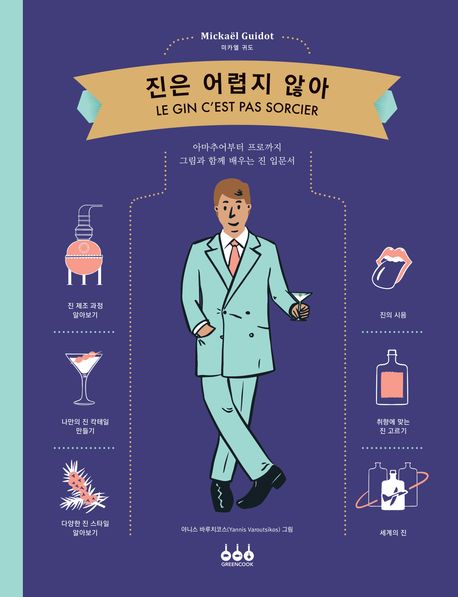 Mickaël Guidot
미카엘 귀도
진은 어렵지 않아
LE GIN C'EST PAS SORCIER
아마추어부터 프로까지
그림과 함께 배우는 진 입문서
진 제조 과정
알아보기
진의 시음
나만의 진 칵테일
만들기
취향에 맞는
진 고르기
다양한 진 스타일
알아보기
세계의 진
야니스 바루치코스(Yannis Varoutsikos) 그림
GREENCOOK